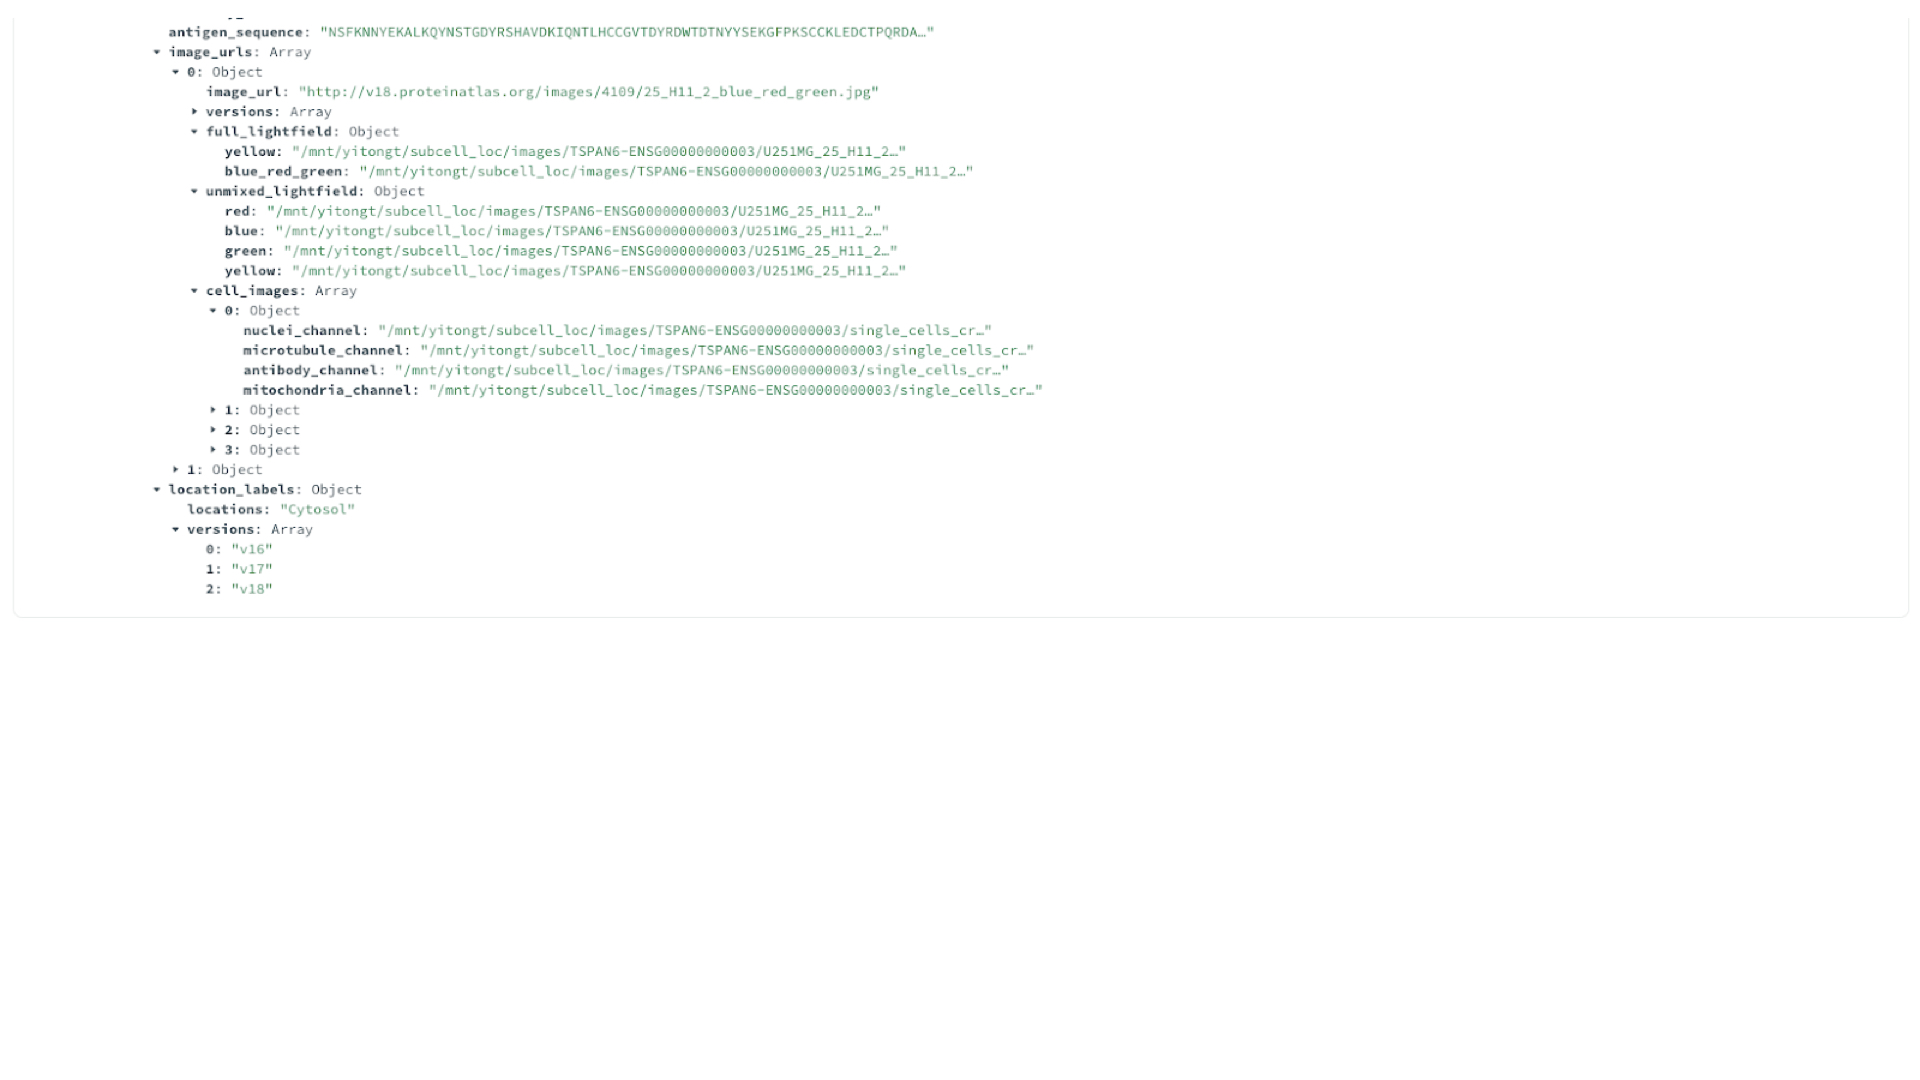 antigen_sequence: "NSFKNNYEKALKQYNSTGDYRSHAVDKIQNTLHCCGVTDYRDWTDTNYYSEKGFPKSCCKLEDCTPQRDA…"
image_urls: Array
0: Object
image_url: "http://v18.proteinatlas.org/images/4109/25_H11_2_blue_red_green.jpg"
versions: Array
full_lightfield: Object
yellow: "/mnt/yitongt/subcell_loc/images/TSPAN6-ENSG00000000003/U251MG_25_H11_2…"
blue_red_green: "/mnt/yitongt/subcell_loc/images/TSPAN6-ENSG00000000003/U251MG_25_H11_2…"
unmixed_lightfield: Object
red: "/mnt/yitongt/subcell_loc/images/TSPAN6-ENSG00000000003/U251MG_25_H11_2…"
blue: "/mnt/yitongt/subcell_loc/images/TSPAN6-ENSG00000000003/U251MG_25_H11_2…"
green: "/mnt/yitongt/subcell_loc/images/TSPAN6-ENSG00000000003/U251MG_25_H11_2…"
yellow: "/mnt/yitongt/subcell_loc/images/TSPAN6-ENSG00000000003/U251MG_25_H11_2…"
cell_images: Array
0: Object
nuclei_channel: "/mnt/yitongt/subcell_loc/images/TSPAN6-ENSG00000000003/single_cells_cr…"
microtubule_channel: "/mnt/yitongt/subcell_loc/images/TSPAN6-ENSG00000000003/single_cells_cr…"
antibody_channel: "/mnt/yitongt/subcell_loc/images/TSPAN6-ENSG00000000003/single_cells_cr…"
mitochondria_channel: "/mnt/yitongt/subcell_loc/images/TSPAN6-ENSG00000000003/single_cells_cr…"
1: Object
2: Object
3: Object
1: Object
location_labels: Object
locations: "Cytosol"
versions: Array
0: "v16"
1: "v17"
2: "v18"